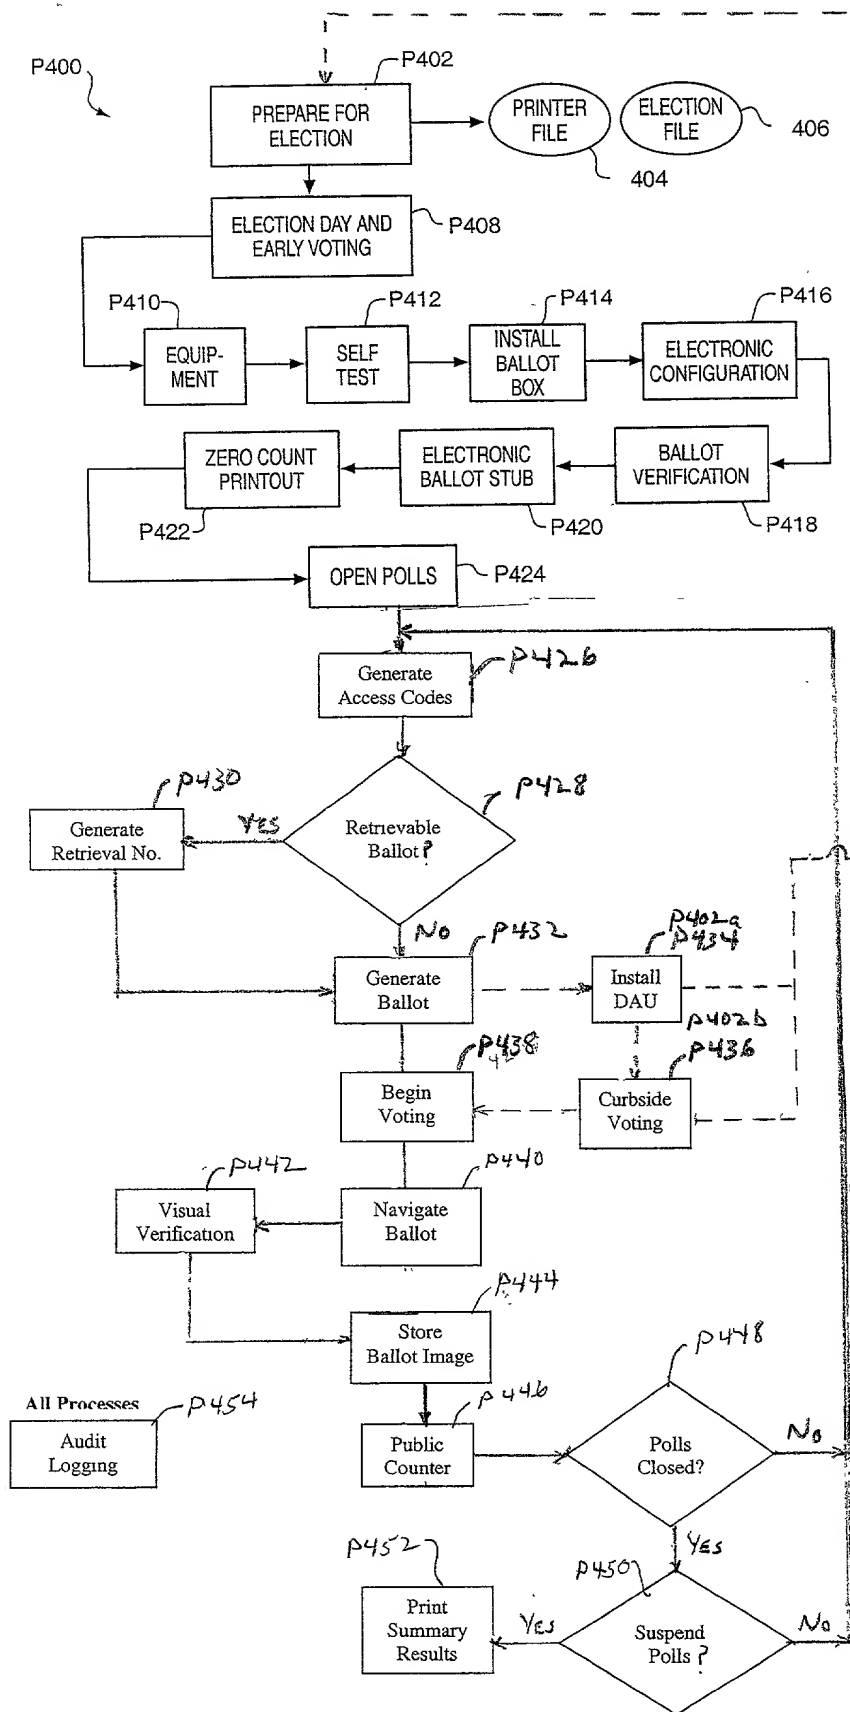 P400
P402
PREPARE FOR
ELECTION
PRINTER
FILE
404
ELECTION
FILE
406
ELECTION DAY AND
EARLY VOTING
P408
P410
EQUIP-
MENT
P412
SELF
TEST
P414
INSTALL
BALLOT
BOX
P416
ELECTRONIC
CONFIGURATION
ZERO COUNT
PRINTOUT
P422
ELECTRONIC
BALLOT STUB
P420
BALLOT
VERIFICATION
P418
OPEN POLLS
P424
Generate
Access Codes
P426
P430
Generate
Retrieval No.
YES
Retrievable
Ballot?
P428
NO
P432
Generate
Ballot
P402a
P434
Install
DAU
P402b
P436
Curbside
Voting
P438
Begin
Voting
P442
Visual
Verification
P440
Navigate
Ballot
P444
Store
Ballot Image
P446
Public
Counter
P448
Polls
Closed?
No
YES
All Processes
P454
Audit
Logging
P452
Print
Summary
Results
YES
P450
Suspend
Polls?
No